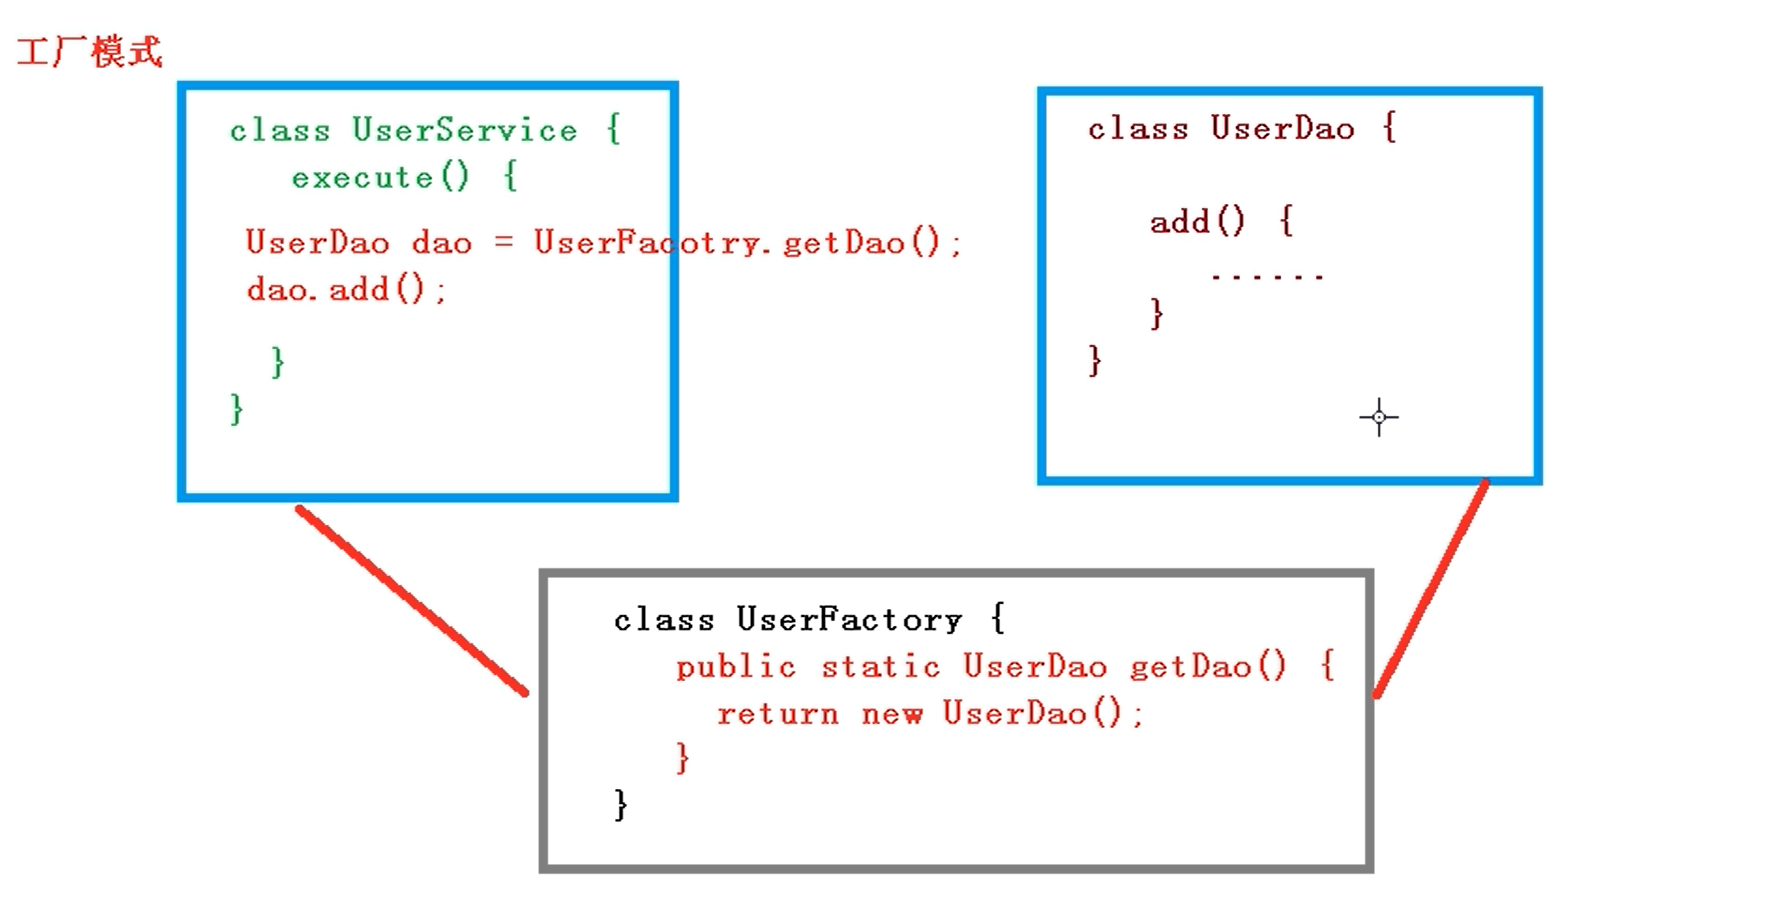 工厂模式
class UserService {
execute() {
UserDao dao = UserFacotry.getDao();
dao.add();
}
}
class UserDao {
add() {
......
}
}
class UserFactory {
public static UserDao getDao() {
return new UserDao();
}
}